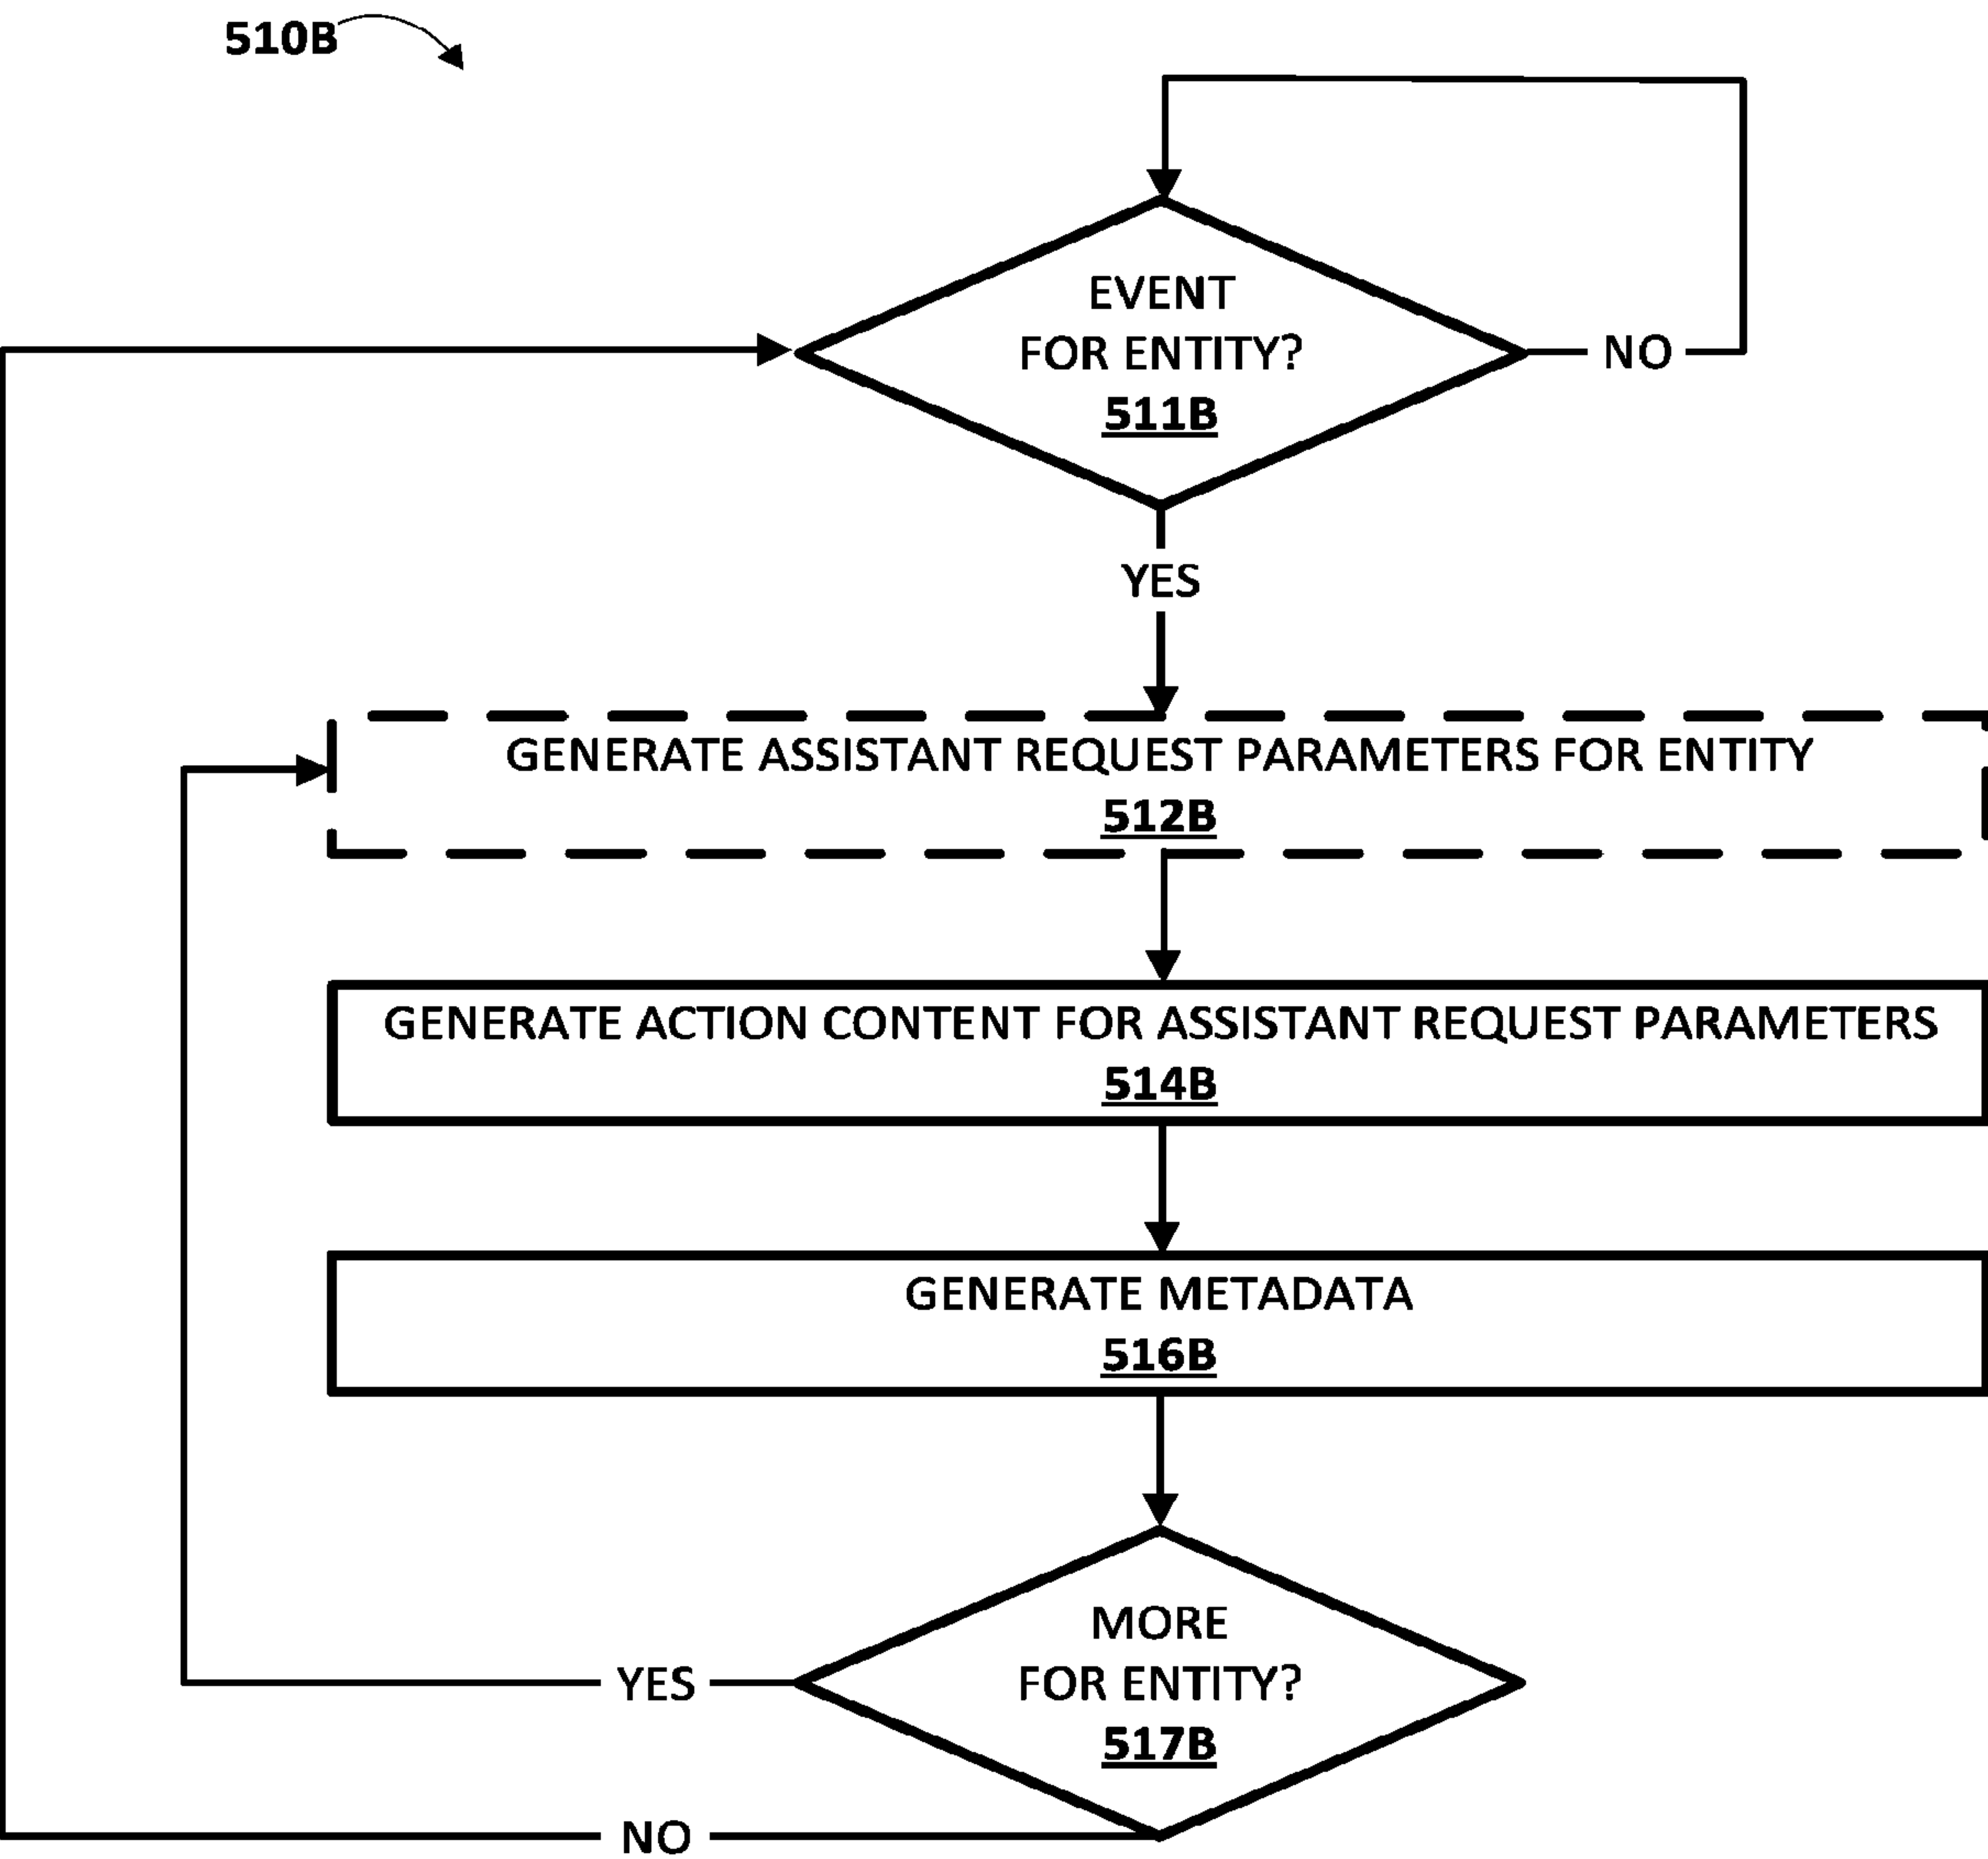 510B
EVENT
FOR ENTITY?
511B
NO
YES
GENERATE ASSISTANT REQUEST PARAMETERS FOR ENTITY
512B
GENERATE ACTION CONTENT FOR ASSISTANT REQUEST PARAMETERS
514B
GENERATE METADATA
516B
MORE
FOR ENTITY?
517B
YES
NO